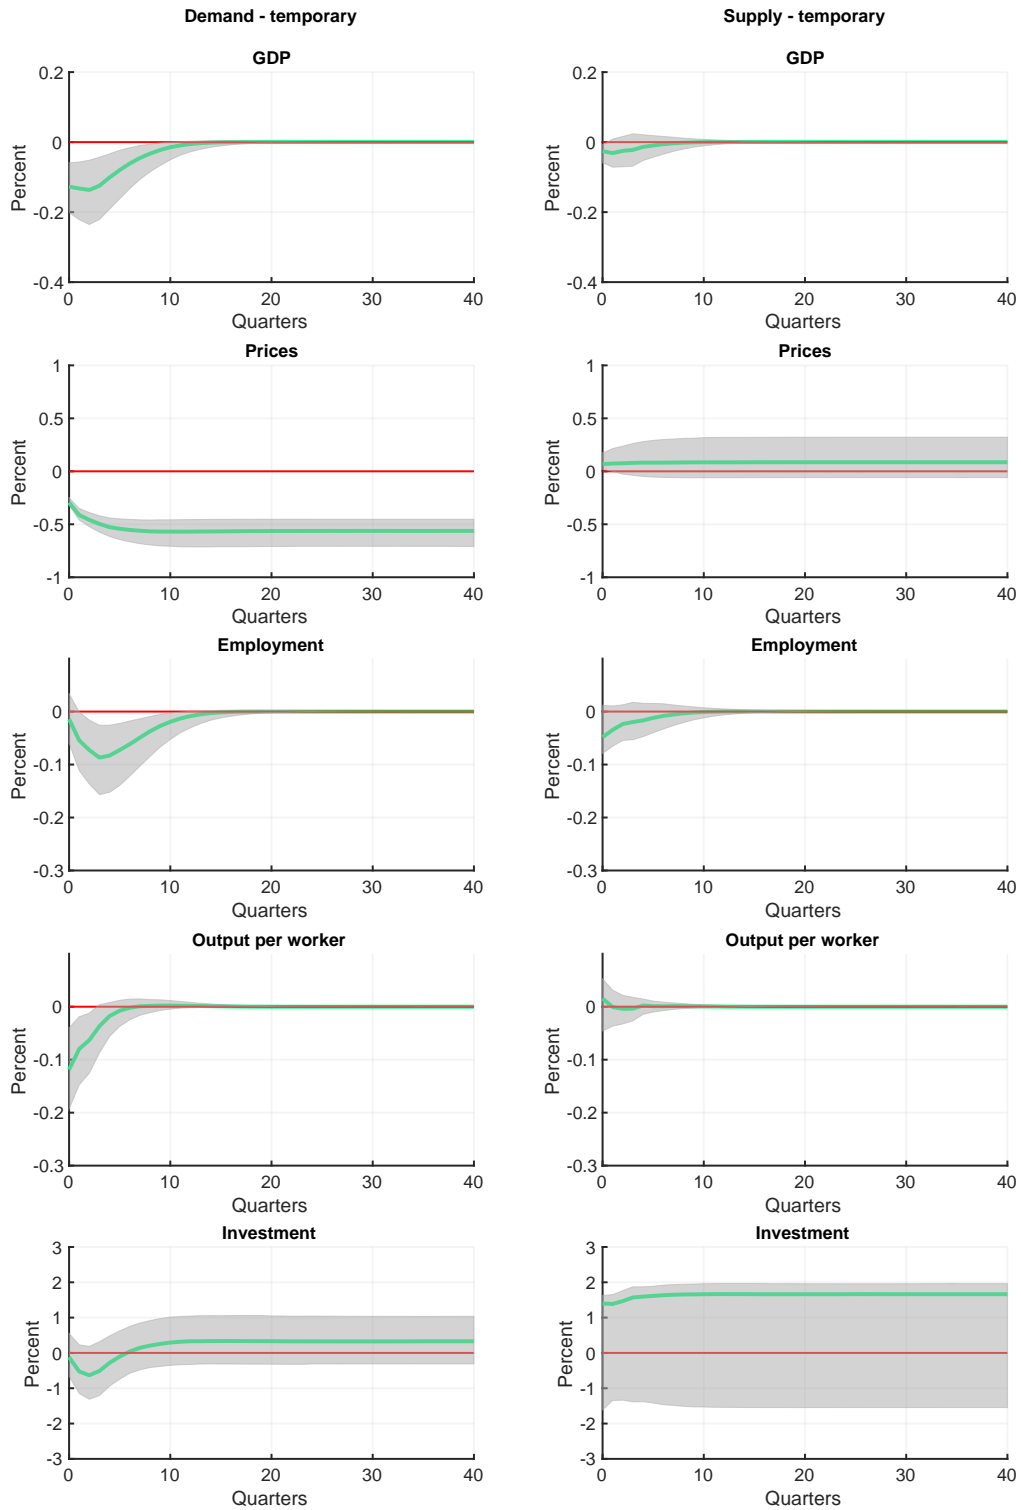 Demand - temporary
Supply - temporary
GDP
0.2
0
-0.2
-0.4
Percent
0 10 20 30 40
Quarters
GDP
0.2
0
-0.2
-0.4
Percent
0 10 20 30 40
Quarters
Prices
1
0.5
0
-0.5
-1
Percent
0 10 20 30 40
Quarters
Prices
1
0.5
0
-0.5
-1
Percent
0 10 20 30 40
Quarters
Employment
0
-0.1
-0.2
-0.3
Percent
0 10 20 30 40
Quarters
Employment
0
-0.1
-0.2
-0.3
Percent
0 10 20 30 40
Quarters
Output per worker
0
-0.1
-0.2
-0.3
Percent
0 10 20 30 40
Quarters
Output per worker
0
-0.1
-0.2
-0.3
Percent
0 10 20 30 40
Quarters
Investment
3
2
1
0
-1
-2
-3
Percent
0 10 20 30 40
Quarters
Investment
3
2
1
0
-1
-2
-3
Percent
0 10 20 30 40
Quarters